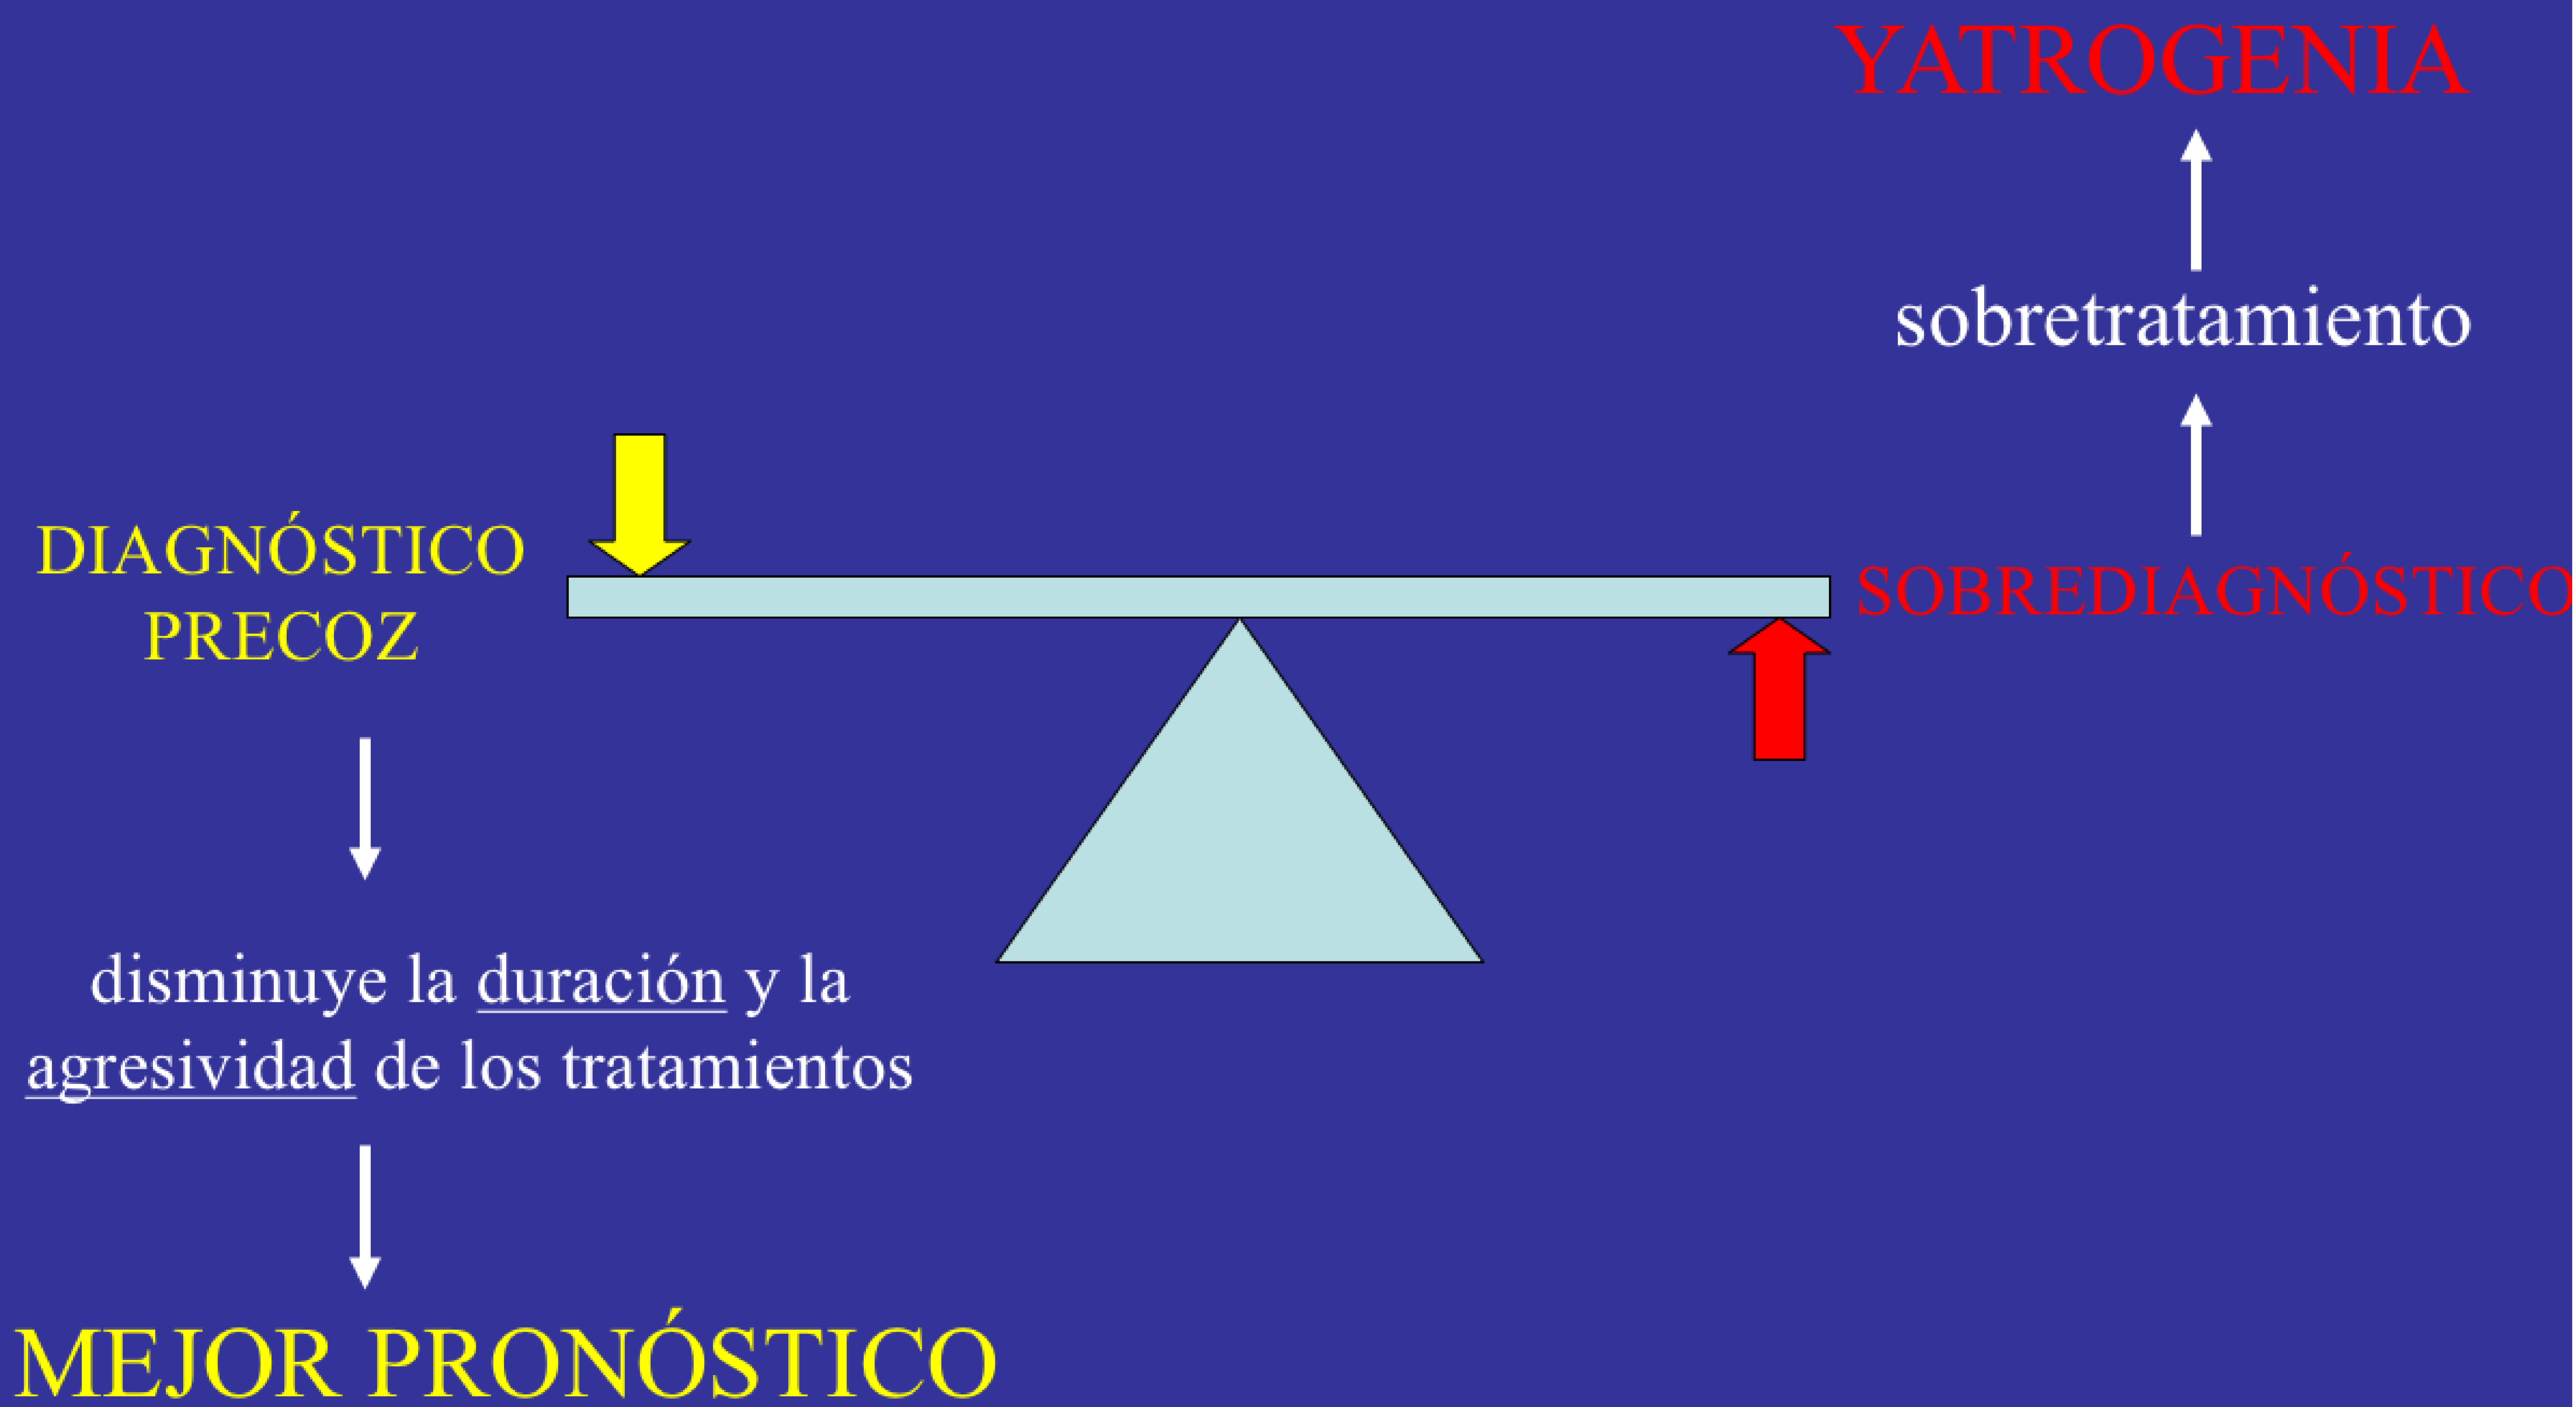 YATROGENIA
sobretratamiento
SOBREDIAGNÓSTICO
DIAGNÓSTICO
PRECOZ
disminuye la duración y la
agresividad de los tratamientos
MEJOR PRONÓSTICO